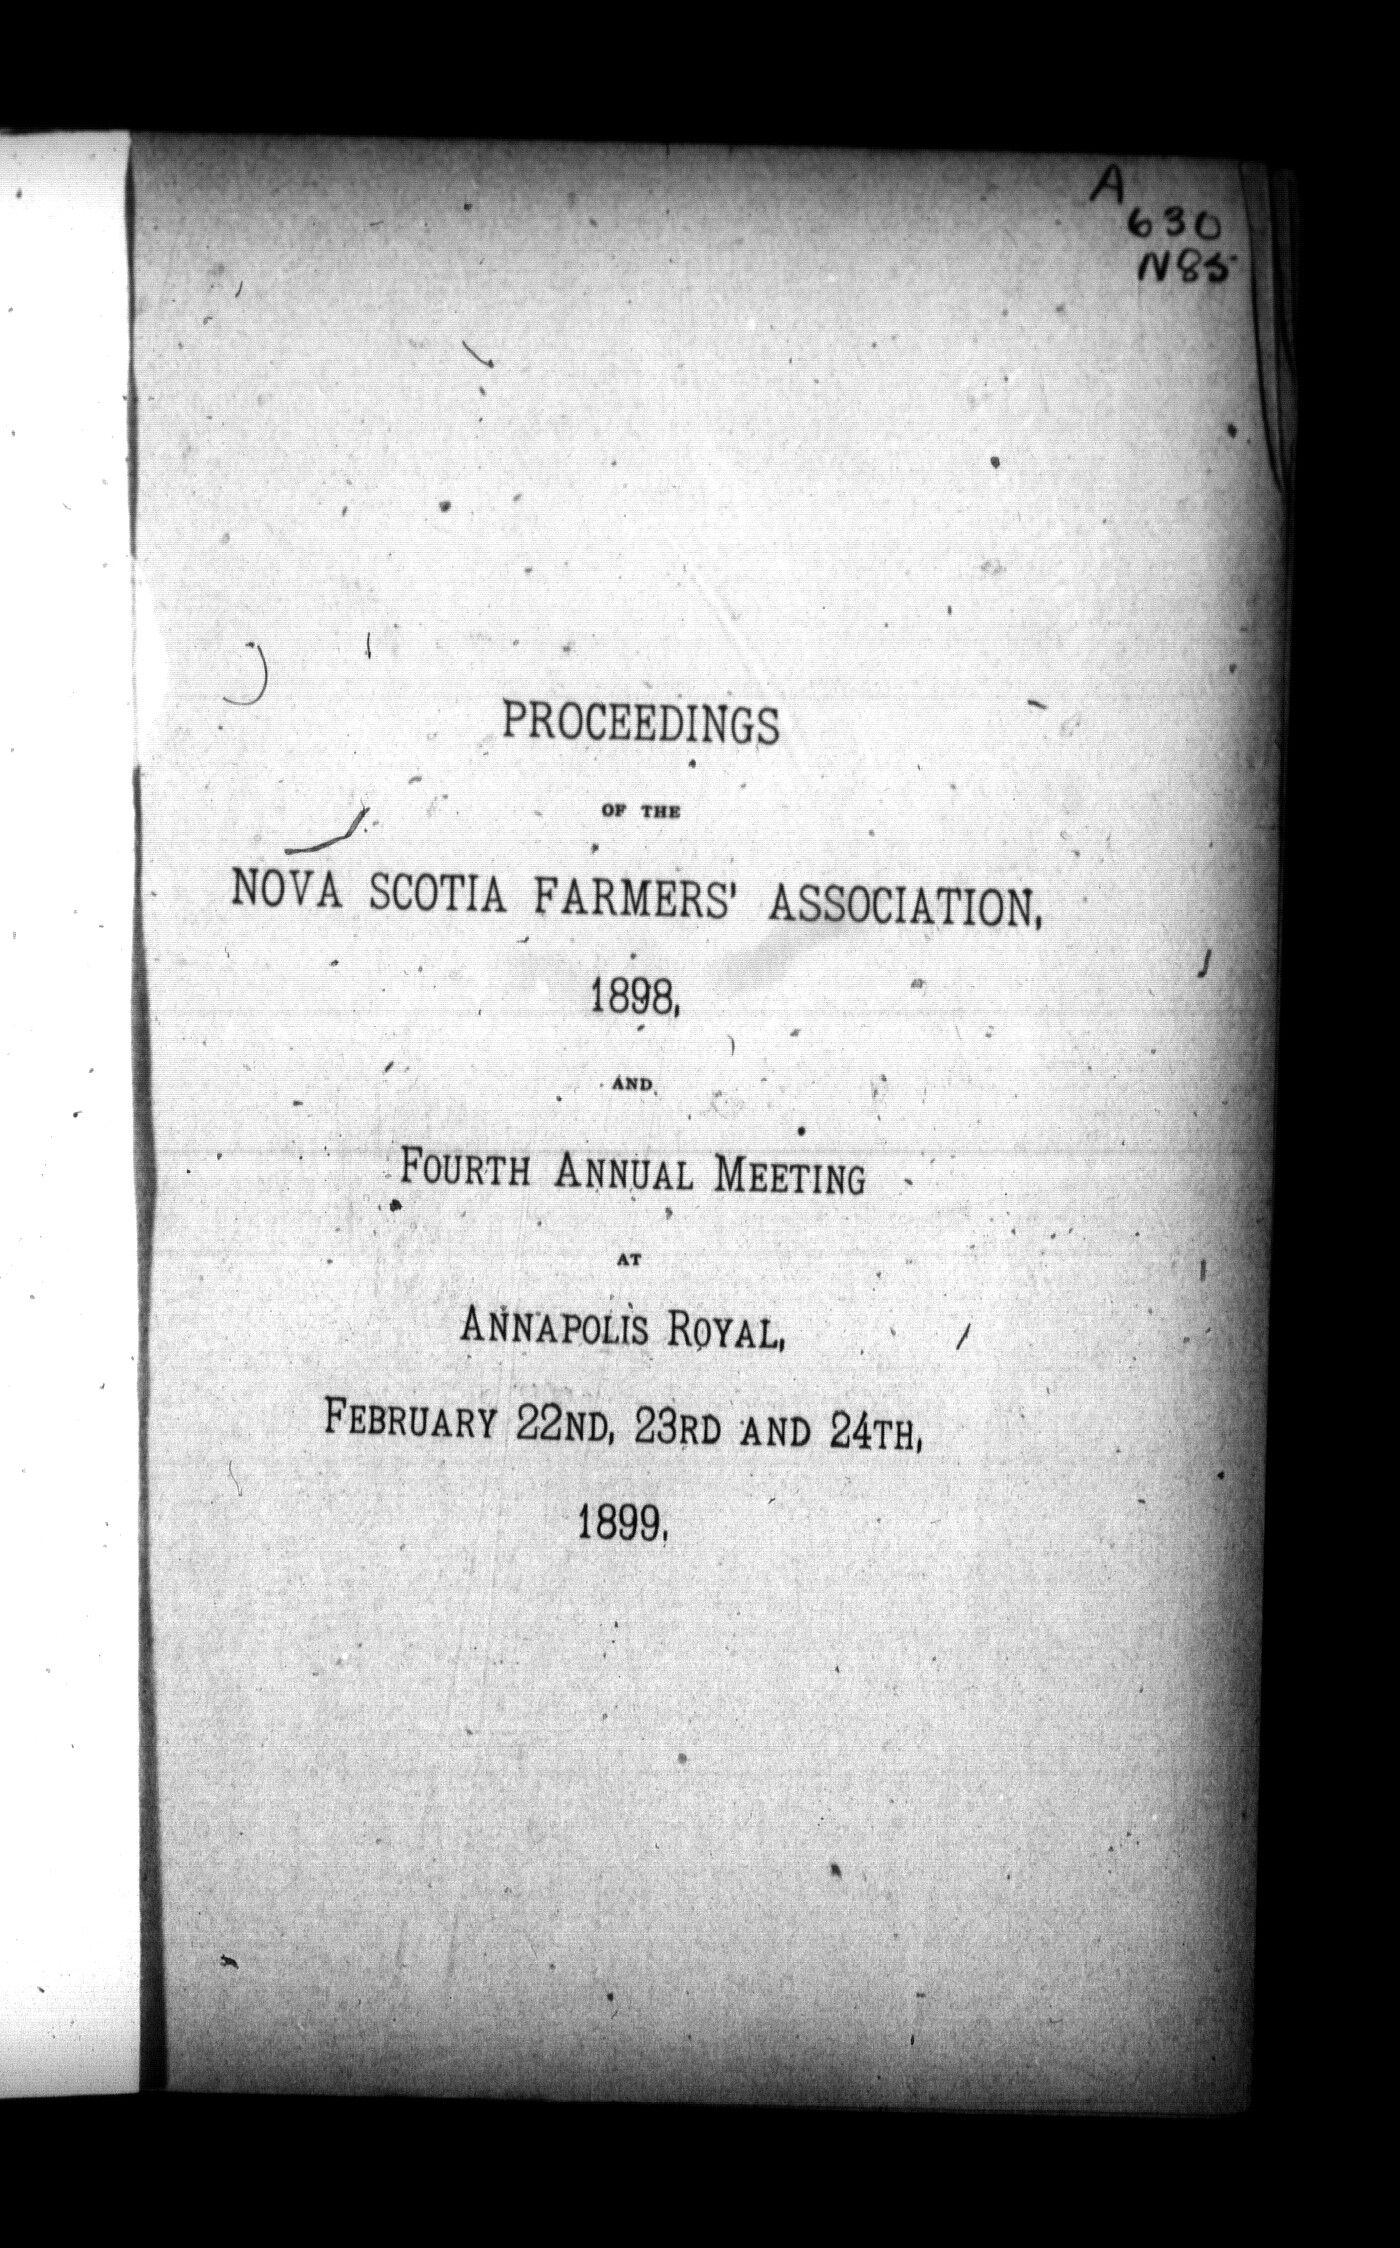 A
630
N85
PROCEEDINGS
OF THE
NOVA SCOTIA FARMERS' ASSOCIATION,
1898,
AND
FOURTH ANNUAL MEETING
AT
ANNAPOLIS ROYAL,
FEBRUARY 22ND, 23RD AND 24TH,
1899.